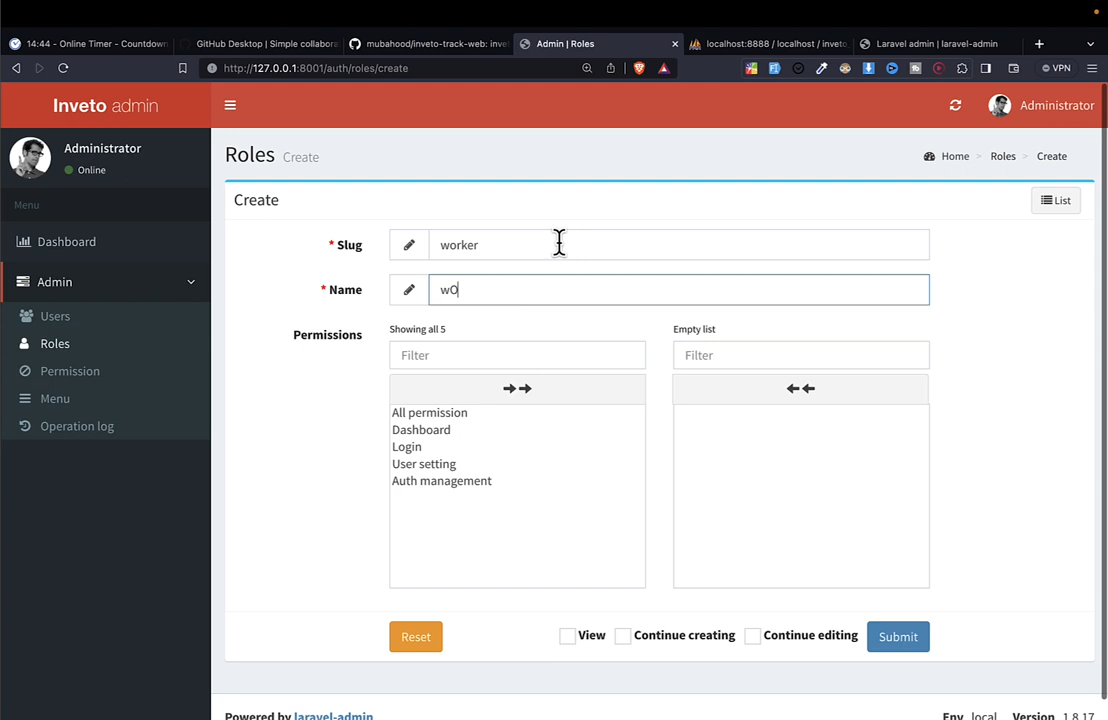 14:44 - Online Timer - Countdown
GitHub Desktop | Simple collabora
mubahood/inveto-track-web: inve
Admin | Roles
localhost:8888 / localhost / inveto
Laravel admin | laravel-admin
http://127.0.0.1:8001/auth/roles/create
VPN
Inveto admin
Administrator
Administrator
Online
Menu
Dashboard
Admin
Users
Roles
Permission
Menu
Operation log
Roles Create
Home > Roles > Create
Create
List
* Slug
worker
* Name
wO
Permissions
Showing all 5
Empty list
Filter
Filter
All permission
Dashboard
Login
User setting
Auth management
Reset
View
Continue creating
Continue editing
Submit
Powered by laravel-admin
Env local Version 1.8.17